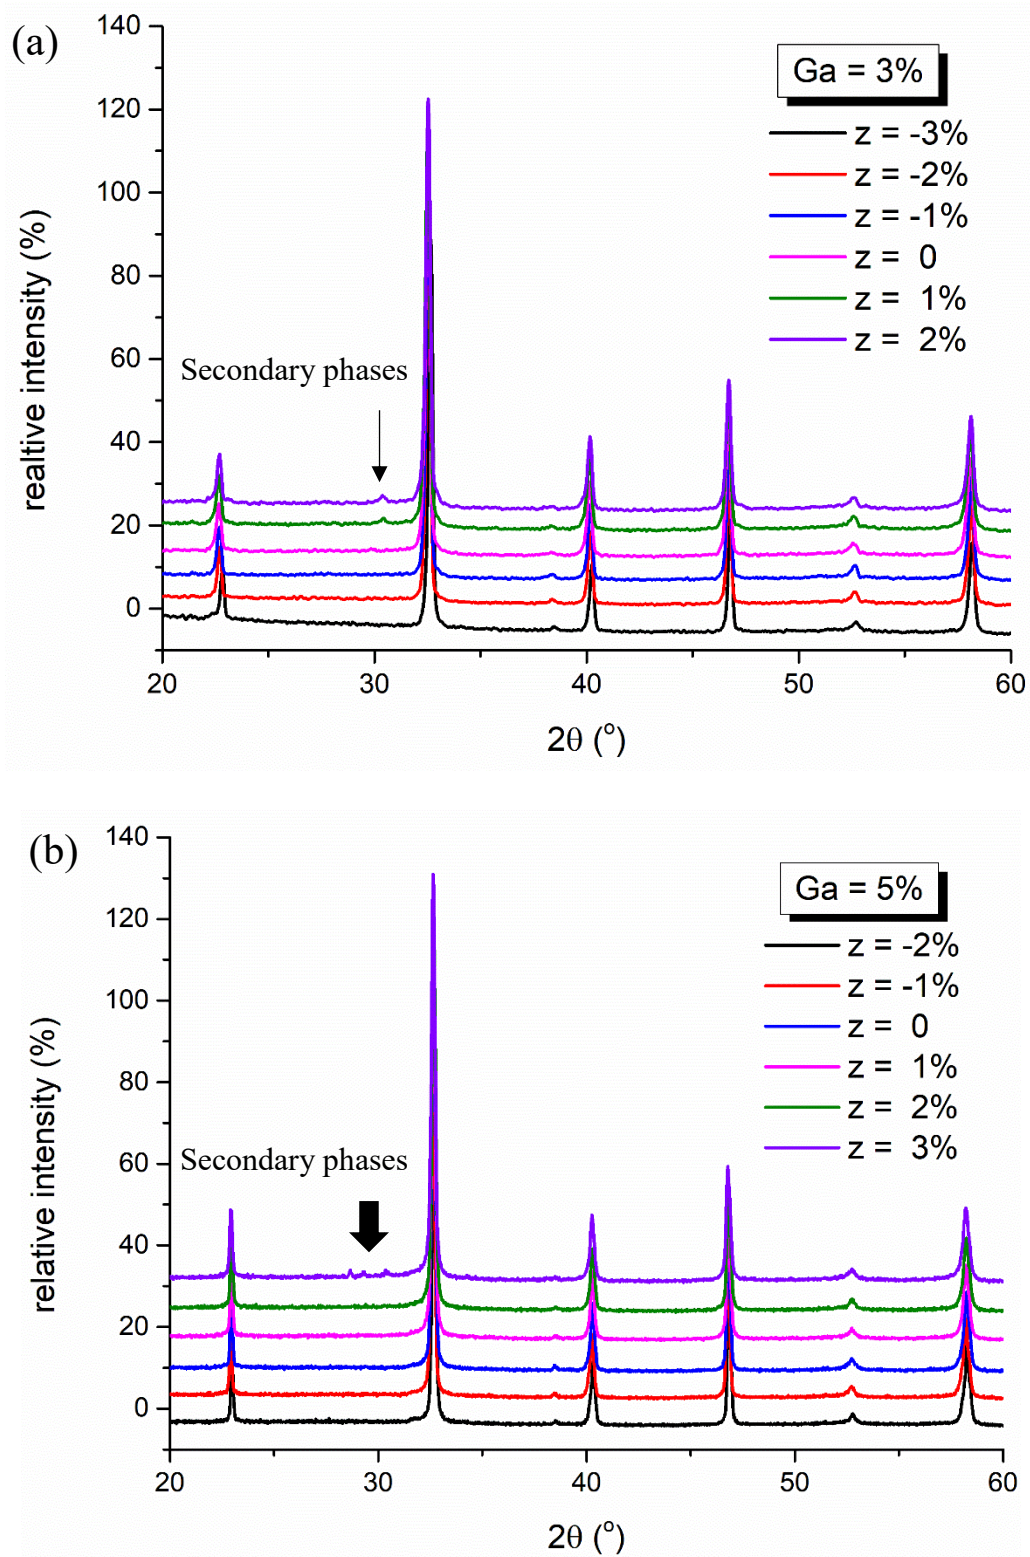 (a)
140
120
100
80
60
40
20
0
realtive intensity (%)
Ga = 3%
z = -3%
z = -2%
z = -1%
z = 0
z = 1%
z = 2%
Secondary phases
20 30 40 50 60
2θ (°)
(b)
140
120
100
80
60
40
20
0
relative intensity (%)
Ga = 5%
z = -2%
z = -1%
z = 0
z = 1%
z = 2%
z = 3%
Secondary phases
20 30 40 50 60
2θ (°)